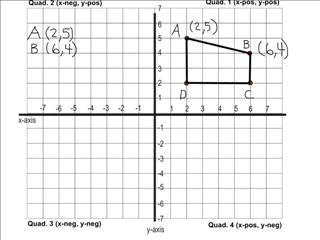 Quad. 2 (x-neg, y-pos)
Quad. 1 (x-pos, y-pos)
A (2,5)
B (6,4)
7
6
5
4
3
2
1
A (2,5)
B (6,4)
D
C
-7 -6 -5 -4 -3 -2 -1 1 2 3 4 5 6 7
x-axis
-1
-2
-3
-4
-5
-6
-7
Quad. 3 (x-neg, y-neg)
Quad. 4 (x-pos, y-neg)
y-axis